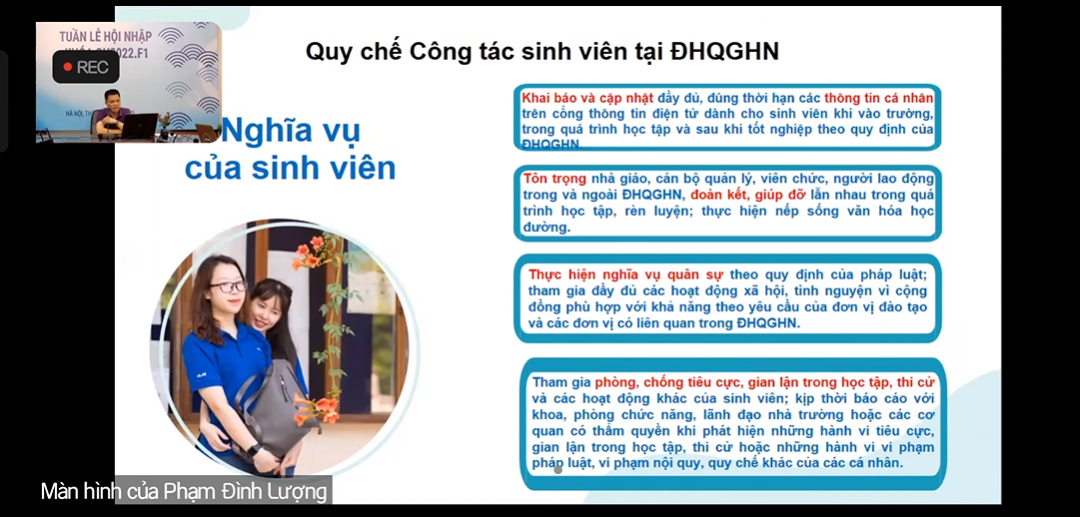 Quy chế Công tác sinh viên tại ĐHQGHN
TUẦN LỄ HỘI NHẬP
2022.F1
REC
HÀ NỘI,
Nghĩa vụ
của sinh viên
Khai báo và cập nhật đầy đủ, đúng thời hạn các thông tin cá nhân
trên cổng thông tin điện tử dành cho sinh viên khi vào trường,
trong quá trình học tập và sau khi tốt nghiệp theo quy định của
ĐHQGHN.
Tôn trọng nhà giáo, cán bộ quản lý, viên chức, người lao động
trong và ngoài ĐHQGHN, đoàn kết, giúp đỡ lẫn nhau trong quá
trình học tập, rèn luyện; thực hiện nếp sống văn hóa học
đường.
Thực hiện nghĩa vụ quân sự theo quy định của pháp luật;
tham gia đầy đủ các hoạt động xã hội, tình nguyện vì cộng
đồng phù hợp với khả năng theo yêu cầu của đơn vị đào tạo
và các đơn vị có liên quan trong ĐHQGHN.
Tham gia phòng, chống tiêu cực, gian lận trong học tập, thi cử
và các hoạt động khác của sinh viên; kịp thời báo cáo với
khoa, phòng chức năng, lãnh đạo nhà trường hoặc các cơ
quan có thẩm quyền khi phát hiện những hành vi tiêu cực,
gian lận trong học tập, thi cử hoặc những hành vi vi phạm
pháp luật, vi phạm nội quy, quy chế khác của các cá nhân.
Màn hình của Phạm Đình Lượng